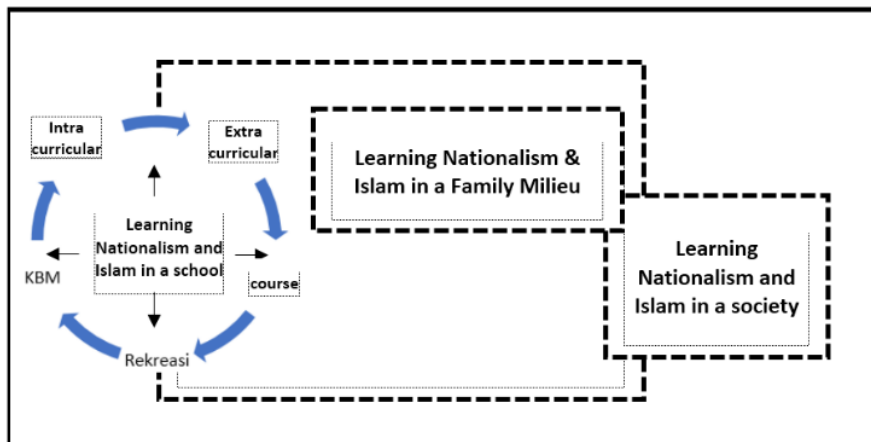 Intra
curricular
Extra
curricular
Learning Nationalism &
Islam in a Family Milieu
Learning
Nationalism and
Islam in a school
KBM
course
Rekreasi
Learning
Nationalism and
Islam in a society